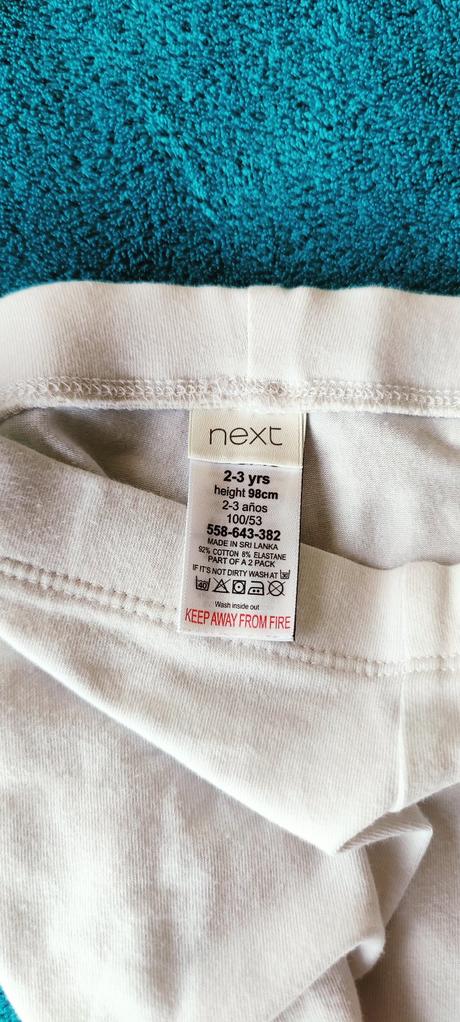 next
2-3 yrs
height 98cm
2-3 años
100/53
558-643-382
MADE IN SRI LANKA
92% COTTON 8% ELASTANE
PART OF A 2 PACK
IF IT'S NOT DIRTY WASH AT 30
40
Wash inside out
KEEP AWAY FROM FIRE